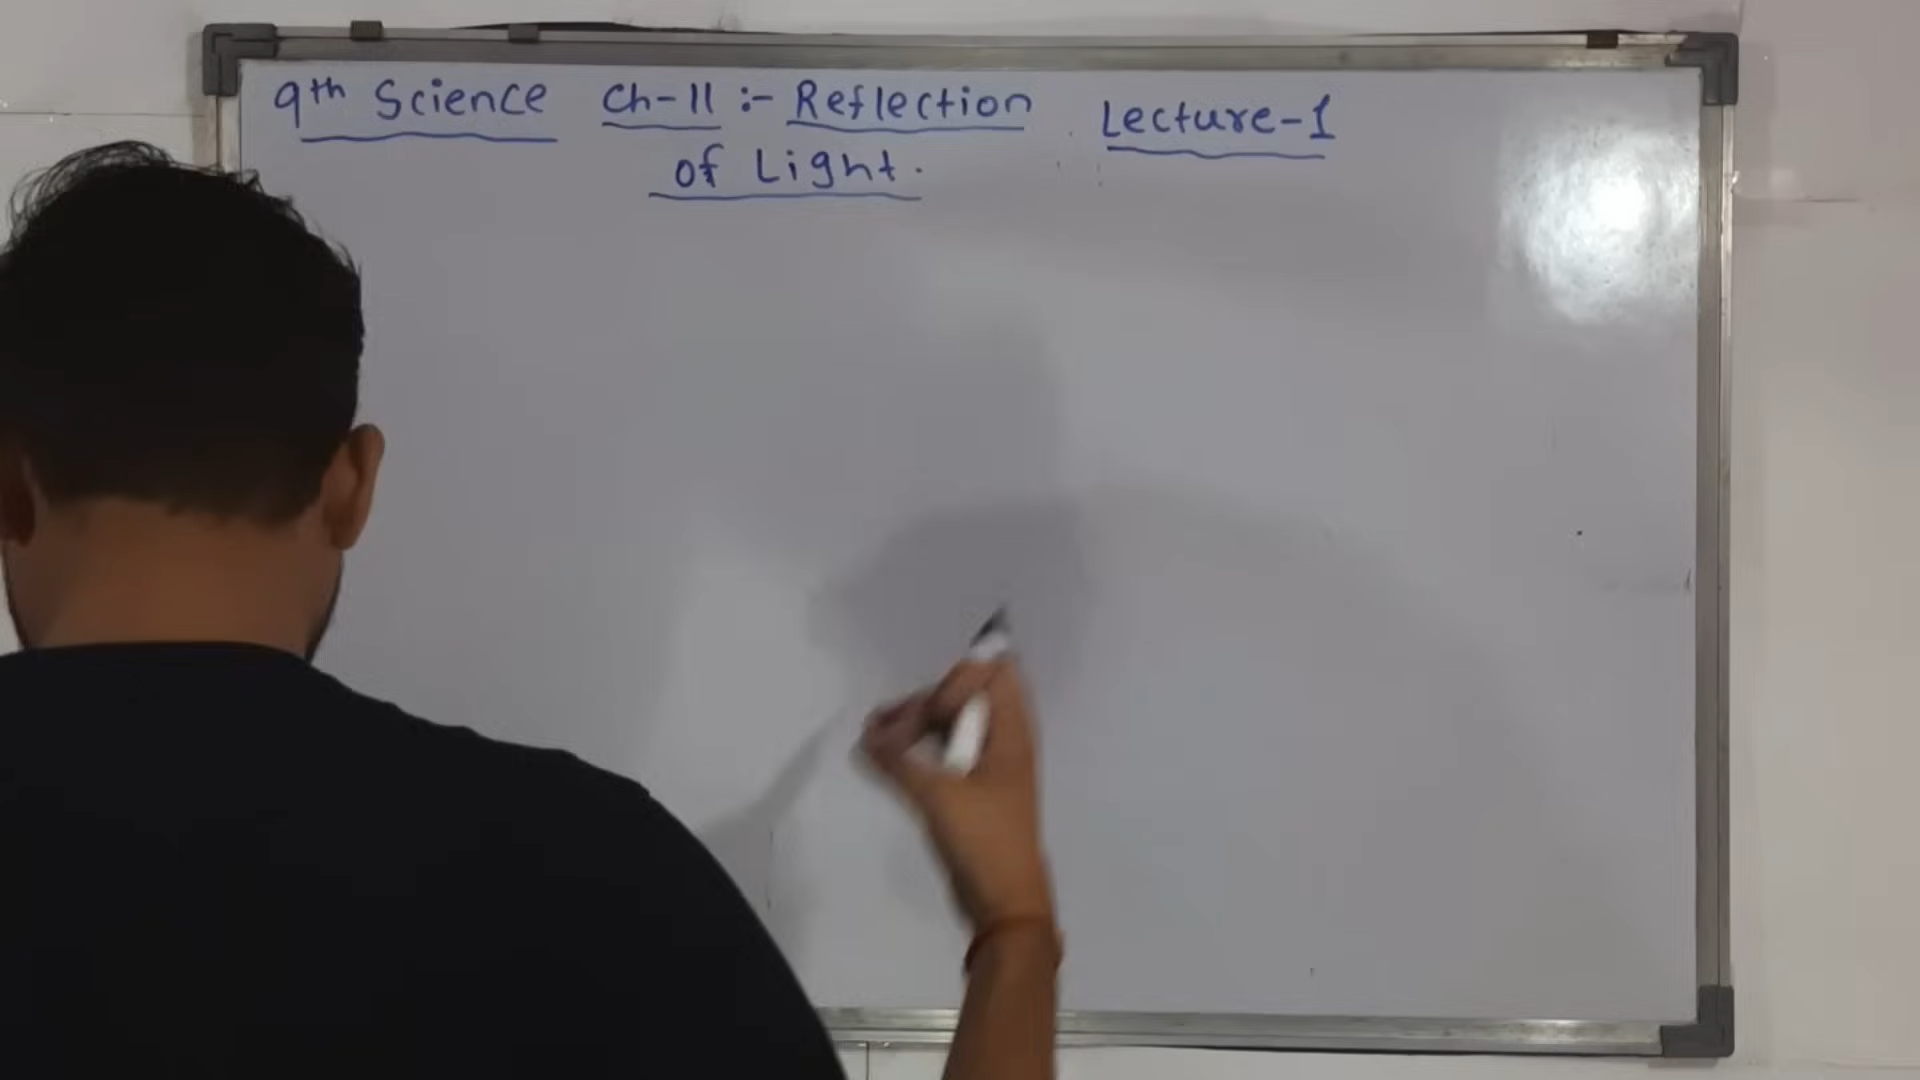 9th Science Ch-11 :- Reflection Lecture-1
of Light.